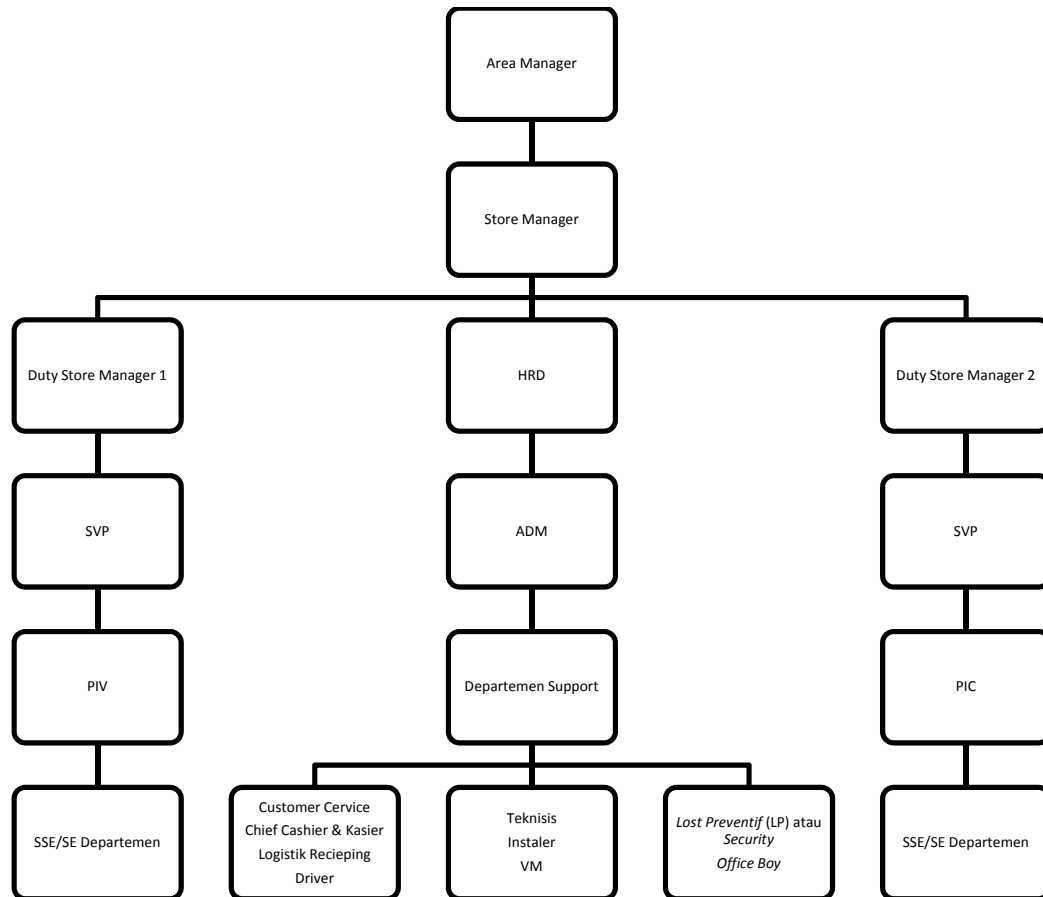 Area Manager
Store Manager
Duty Store Manager 1
HRD
Duty Store Manager 2
SVP
ADM
SVP
PIV
Departemen Support
PIC
SSE/SE Departemen
Customer Cervice
Chief Cashier & Kasier
Logistik Recieping
Driver
Teknisis
Instaler
VM
Lost Preventif (LP) atau
Security
Office Boy
SSE/SE Departemen